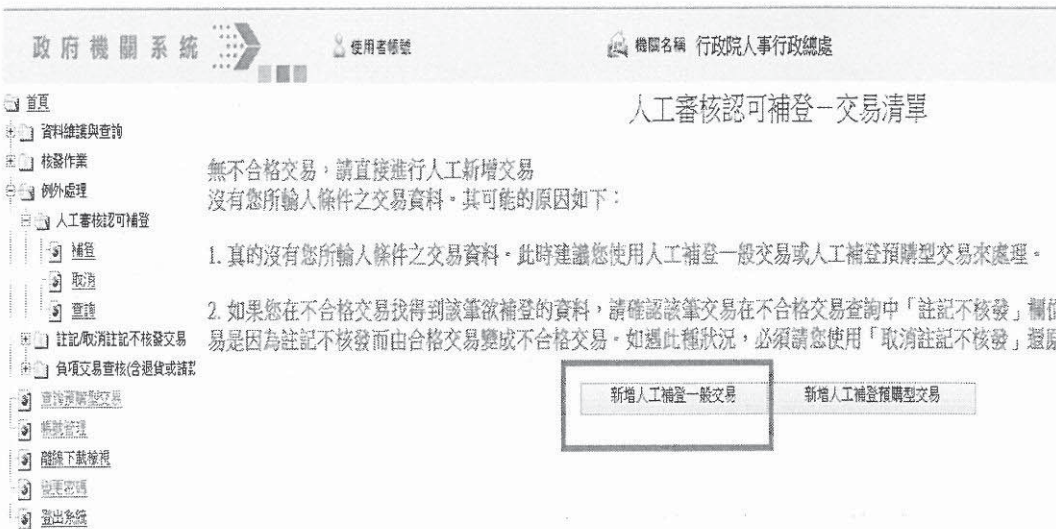 政府機關系統
使用者帳號
機關名稱 行政院人事行政總處
首頁
資料維護與查詢
核發作業
例外處理
人工審核認可補登
補登
取消
查詢
註記/取消註記不核發交易
負項交易查核(含退貨或請
查詢預購型交易
帳號管理
離線下載檢視
變更密碼
登出系統
人工審核認可補登－交易清單
無不合格交易，請直接進行人工新增交易
沒有您所輸入條件之交易資料。其可能的原因如下：
1. 真的沒有您所輸入條件之交易資料。此時建議您使用人工補登一般交易或人工補登預購型交易來處理。
2. 如果您在不合格交易找得到該筆欲補登的資料，請確認該筆交易在不合格交易查詢中「註記不核發」欄位
易是因為註記不核發而由合格交易變成不合格交易。如遇此種狀況，必須請您使用「取消註記不核發」還原
新增人工補登一般交易
新增人工補登預購型交易